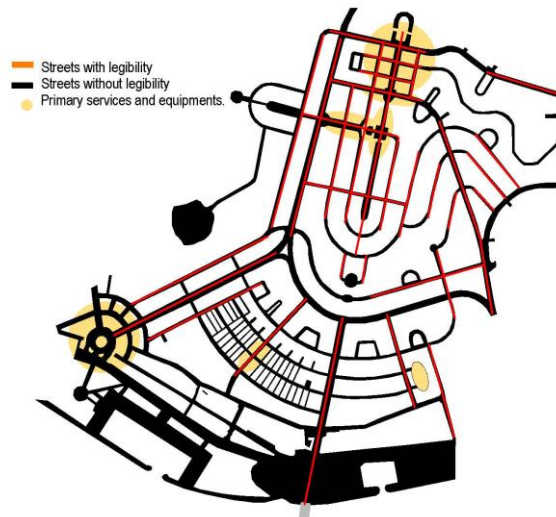 Streets with legibility
Streets without legibility
Primary services and equipments.